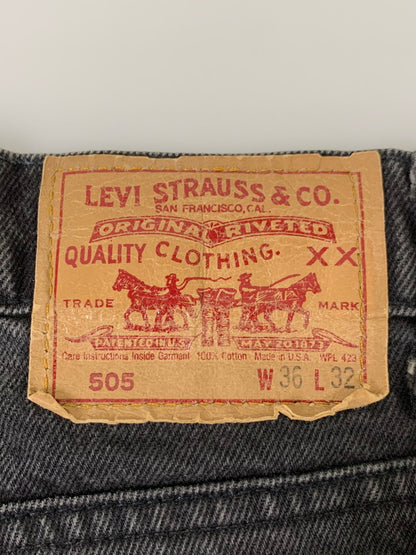 LEVI STRAUSS & CO.
SAN FRANCISCO, CAL.
ORIGINAL RIVETED
QUALITY CLOTHING. XX
TRADE MARK
PATENTED IN U.S. MAY 20 1873
Care Instructions Inside Garment 100% Cotton Made in U.S.A. WPL 423
505 W 36 L 32